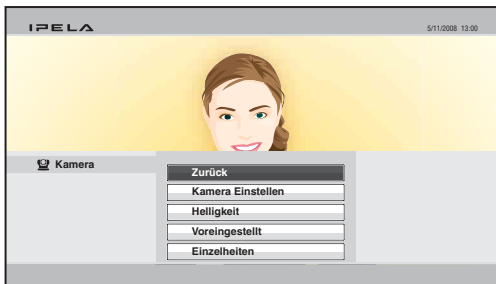 IPELA
5/11/2008 13:00
Kamera
Zurück
Kamera Einstellen
Helligkeit
Voreingestellt
Einzelheiten